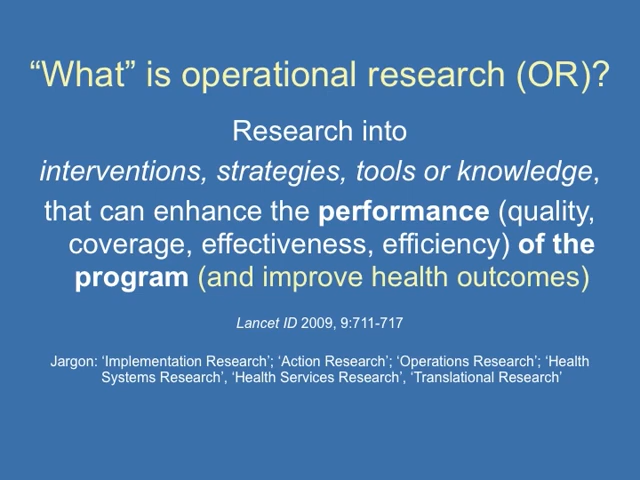 “What” is operational research (OR)?
Research into
interventions, strategies, tools or knowledge,
that can enhance the performance (quality,
coverage, effectiveness, efficiency) of the
program (and improve health outcomes)
Lancet ID 2009, 9:711-717
Jargon: ‘Implementation Research’; ‘Action Research’; ‘Operations Research’; ‘Health
Systems Research’, ‘Health Services Research’, ‘Translational Research’